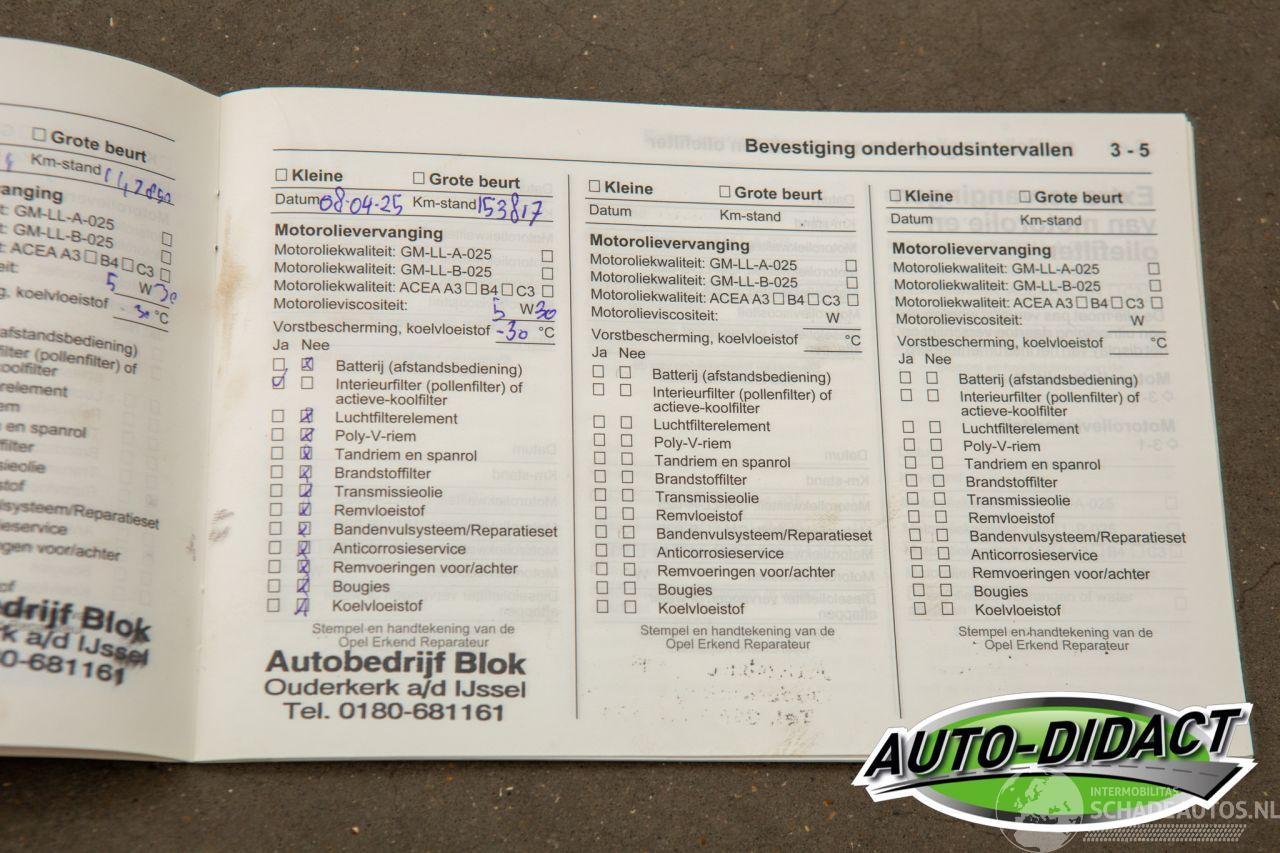 ☐ Grote beurt
Km-stand
vanging
t: GM-LL-A-025 ☐
t: GM-LL-B-025 ☐
: ACEA A3 ☐ B4 ☐ C3 ☐
eit: 5 W30
g, koelvloeistof -30 °C
(afstandsbediening)
filter (pollenfilter) of
oolfilter
relement
em
en spanrol
filter
sieolie
stof
lsysteem/Reparatieset
ieservice
ngen voor/achter
of
drijf Blok
rk a/d IJssel
0-681161
Bevestiging onderhoudsintervallen 3 - 5
☐ Kleine ☐ Grote beurt
Datum 08-04-25 Km-stand 153817
Motorolievervanging
Motoroliekwaliteit: GM-LL-A-025 ☐
Motoroliekwaliteit: GM-LL-B-025 ☐
Motoroliekwaliteit: ACEA A3 ☐ B4 ☐ C3 ☐
Motorolieviscositeit: 5 W30
Vorstbescherming, koelvloeistof -30 °C
Ja Nee
Batterij (afstandsbediening)
Interieurfilter (pollenfilter) of
actieve-koolfilter
Luchtfilterelement
Poly-V-riem
Tandriem en spanrol
Brandstoffilter
Transmissieolie
Remvloeistof
Bandenvulsysteem/Reparatieset
Anticorrosieservice
Remvoeringen voor/achter
Bougies
Koelvloeistof
Stempel en handtekening van de
Opel Erkend Reparateur
Autobedrijf Blok
Ouderkerk a/d IJssel
Tel. 0180-681161
☐ Kleine ☐ Grote beurt
Datum Km-stand
Motorolievervanging
Motoroliekwaliteit: GM-LL-A-025 ☐
Motoroliekwaliteit: GM-LL-B-025 ☐
Motoroliekwaliteit: ACEA A3 ☐ B4 ☐ C3 ☐
Motorolieviscositeit: W
Vorstbescherming, koelvloeistof °C
Ja Nee
☐ ☐ Batterij (afstandsbediening)
☐ ☐ Interieurfilter (pollenfilter) of
actieve-koolfilter
☐ ☐ Luchtfilterelement
☐ ☐ Poly-V-riem
☐ ☐ Tandriem en spanrol
☐ ☐ Brandstoffilter
☐ ☐ Transmissieolie
☐ ☐ Remvloeistof
☐ ☐ Bandenvulsysteem/Reparatieset
☐ ☐ Anticorrosieservice
☐ ☐ Remvoeringen voor/achter
☐ ☐ Bougies
☐ ☐ Koelvloeistof
Stempel en handtekening van de
Opel Erkend Reparateur
☐ Kleine ☐ Grote beurt
Datum Km-stand
Motorolievervanging
Motoroliekwaliteit: GM-LL-A-025 ☐
Motoroliekwaliteit: GM-LL-B-025 ☐
Motoroliekwaliteit: ACEA A3 ☐ B4 ☐ C3 ☐
Motorolieviscositeit: W
Vorstbescherming, koelvloeistof °C
Ja Nee
☐ ☐ Batterij (afstandsbediening)
☐ ☐ Interieurfilter (pollenfilter) of
actieve-koolfilter
☐ ☐ Luchtfilterelement
☐ ☐ Poly-V-riem
☐ ☐ Tandriem en spanrol
☐ ☐ Brandstoffilter
☐ ☐ Transmissieolie
☐ ☐ Remvloeistof
☐ ☐ Bandenvulsysteem/Reparatieset
☐ ☐ Anticorrosieservice
☐ ☐ Remvoeringen voor/achter
☐ ☐ Bougies
☐ ☐ Koelvloeistof
Stempel en handtekening van de
Opel Erkend Reparateur
AUTO-DIDACT
INTERMOBILITAS
SCHADEAUTOS.NL